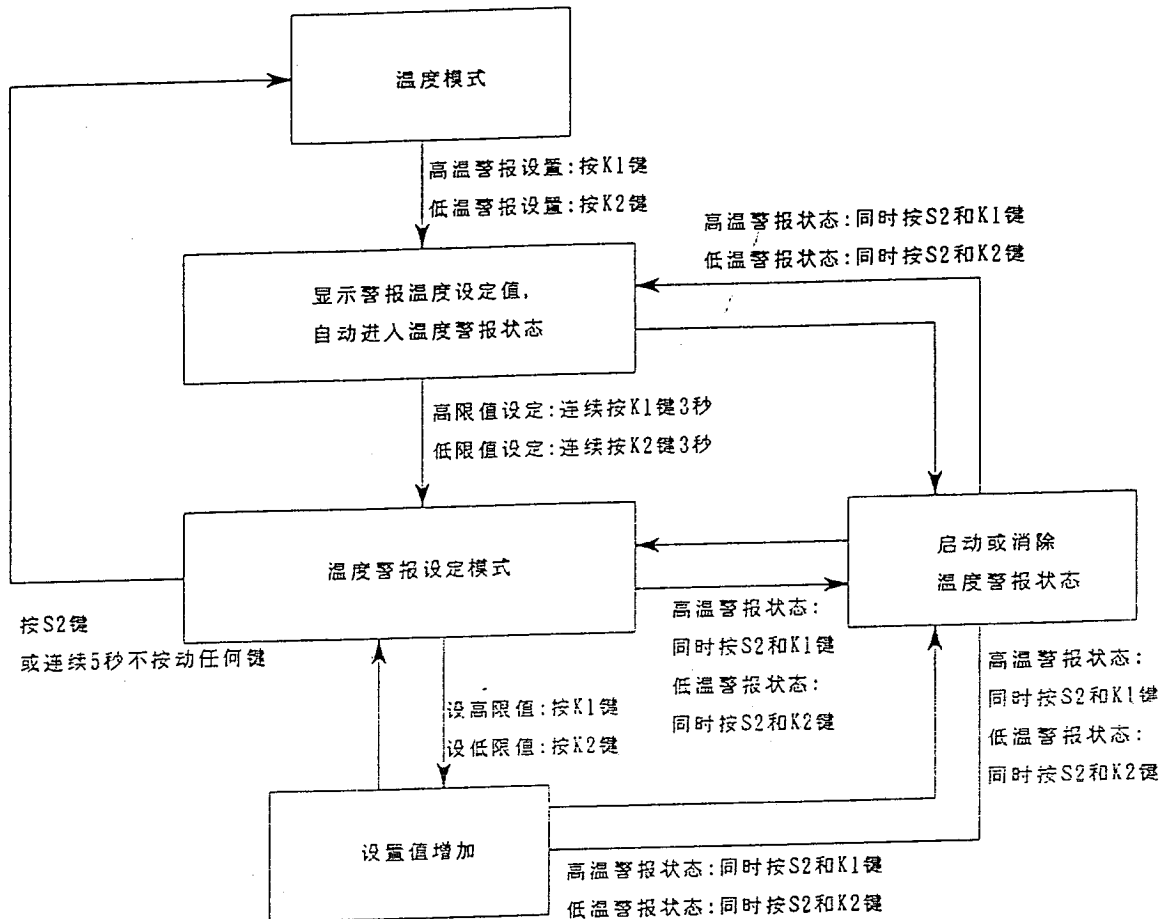 温度模式
高温警报设置:按K1键
低温警报设置:按K2键
高温警报状态:同时按S2和K1键
低温警报状态:同时按S2和K2键
显示警报温度设定值,
自动进入温度警报状态
高限值设定:连续按K1键3秒
低限值设定:连续按K2键3秒
温度警报设定模式
启动或消除
温度警报状态
按S2键
或连续5秒不按动任何键
高温警报状态:
同时按S2和K1键
低温警报状态:
同时按S2和K2键
高温警报状态:
同时按S2和K1键
低温警报状态:
同时按S2和K2键
设高限值:按K1键
设低限值:按K2键
设置值增加
高温警报状态:同时按S2和K1键
低温警报状态:同时按S2和K2键